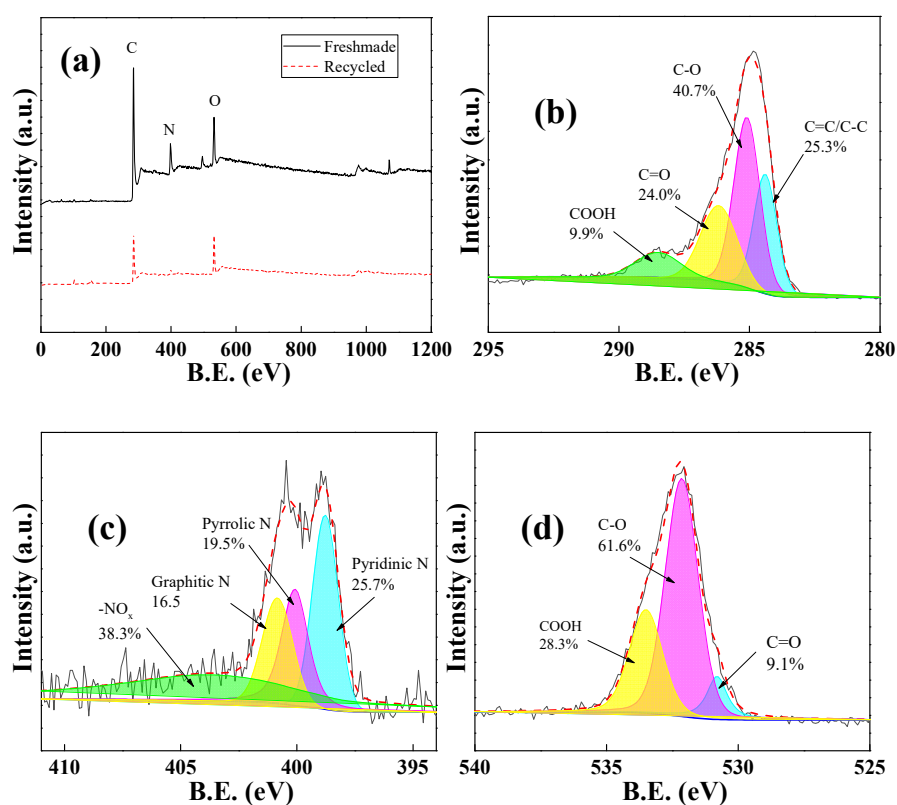 (a)
C
N
O
Freshmade
Recycled
Intensity (a.u.)
0 200 400 600 800 1000 1200
B.E. (eV)
(b)
C-O
40.7%
C=C/C-C
25.3%
C=O
24.0%
COOH
9.9%
Intensity (a.u.)
295 290 285 280
B.E. (eV)
(c)
Pyrrolic N
19.5%
Pyridinic N
25.7%
Graphitic N
16.5
-NOx
38.3%
Intensity (a.u.)
410 405 400 395
B.E. (eV)
(d)
C-O
61.6%
COOH
28.3%
C=O
9.1%
Intensity (a.u.)
540 535 530 525
B.E. (eV)